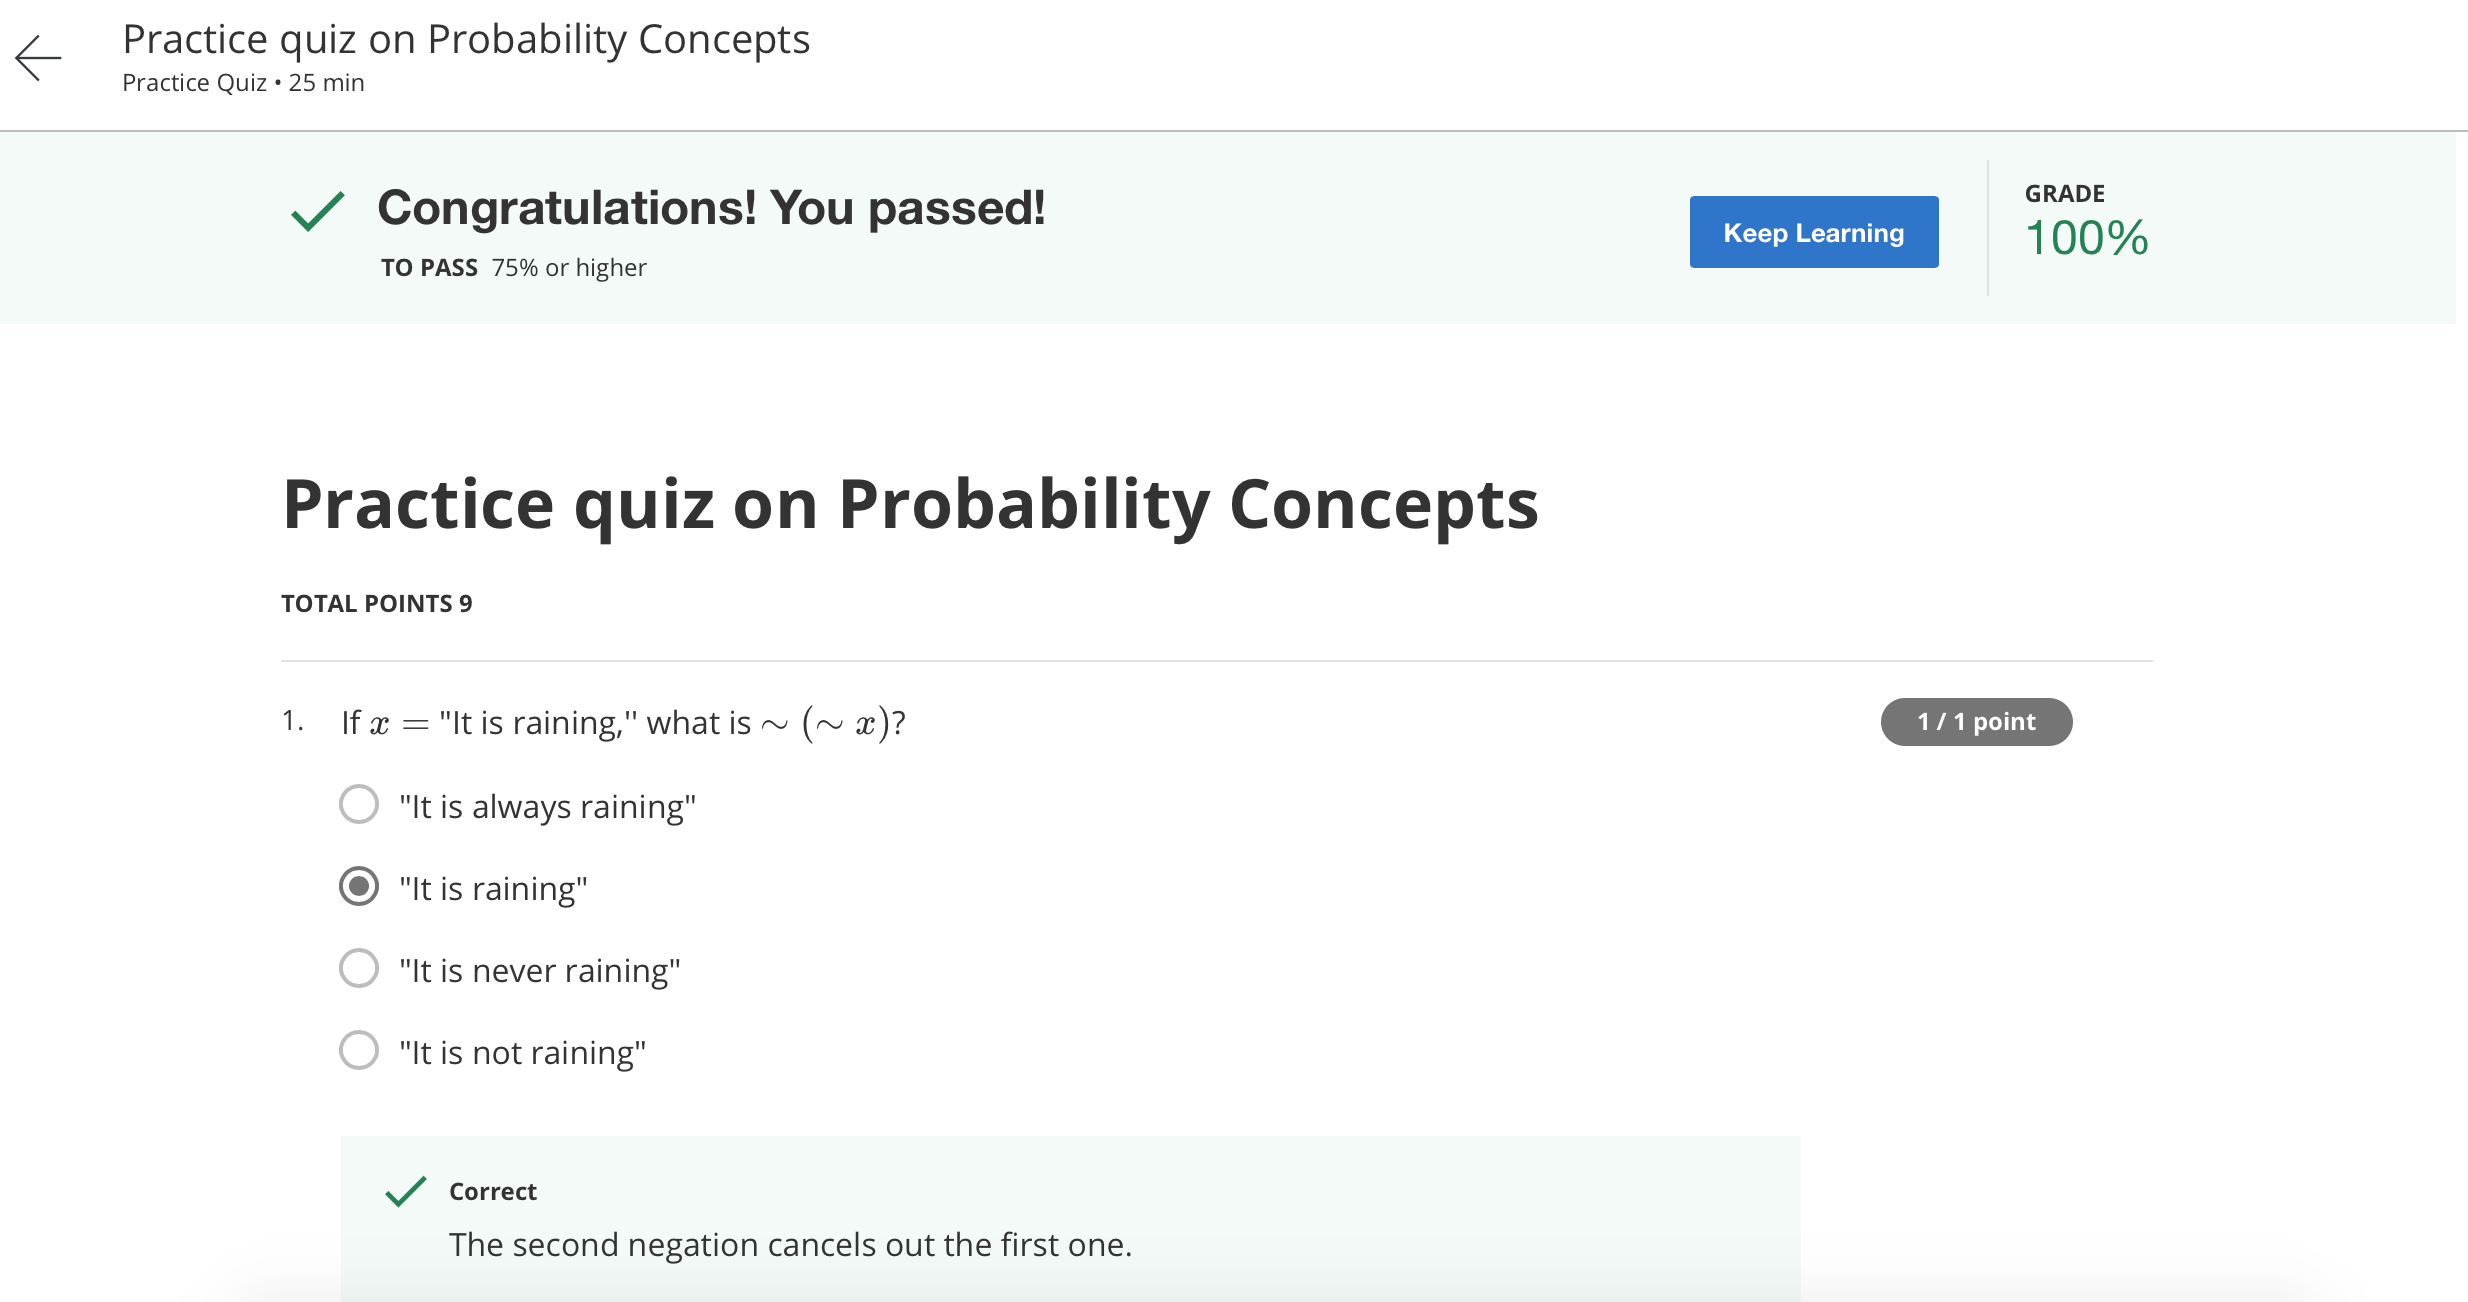 Practice quiz on Probability Concepts
Practice Quiz • 25 min
Congratulations! You passed!
TO PASS 75% or higher
Keep Learning
GRADE
100%
Practice quiz on Probability Concepts
TOTAL POINTS 9
1. If x = "It is raining,'' what is ∼ (∼ x)?
1 / 1 point
"It is always raining"
"It is raining"
"It is never raining"
"It is not raining"
Correct
The second negation cancels out the first one.